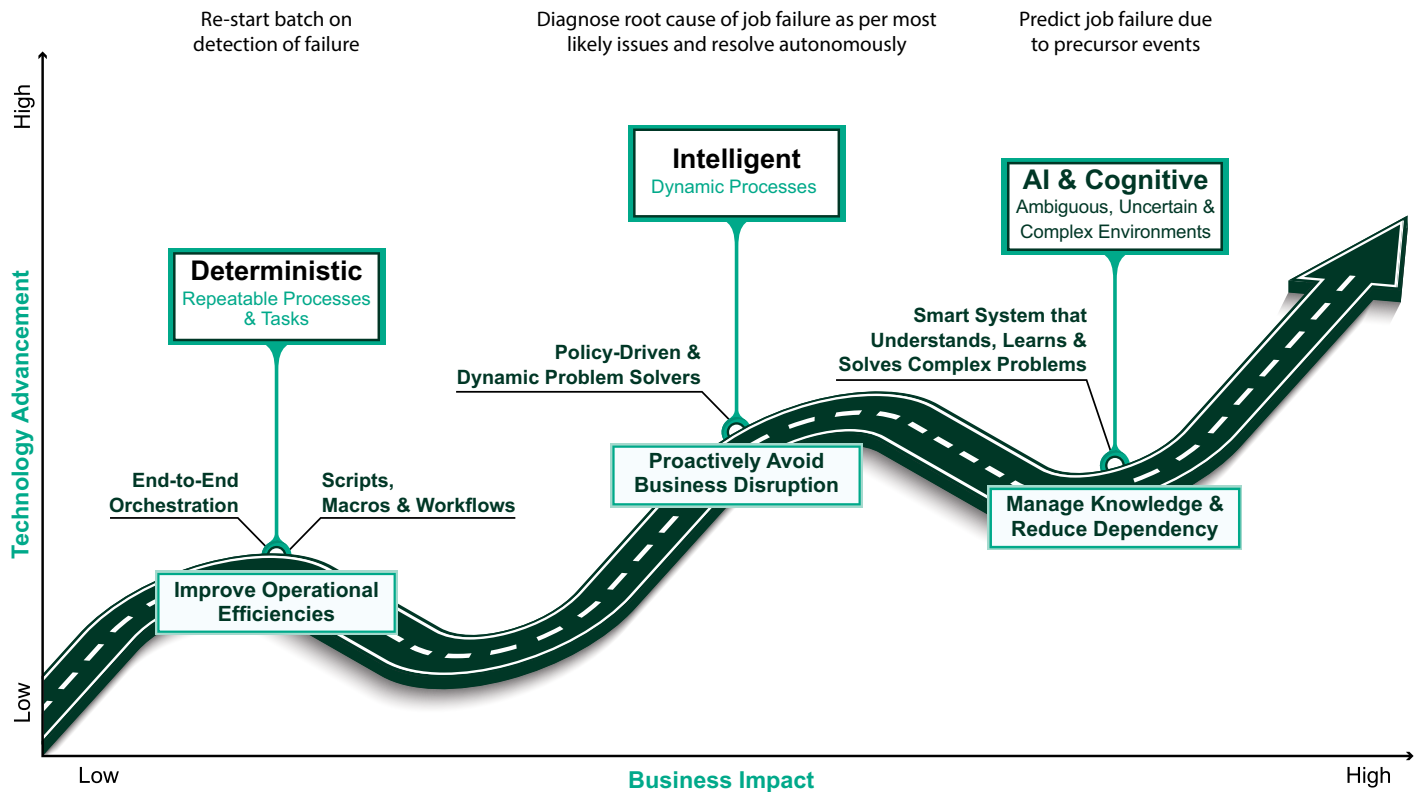 Re-start batch on
detection of failure
Diagnose root cause of job failure as per most
likely issues and resolve autonomously
Predict job failure due
to precursor events
High
Technology Advancement
Low
Deterministic
Repeatable Processes
& Tasks
Intelligent
Dynamic Processes
AI & Cognitive
Ambiguous, Uncertain &
Complex Environments
End-to-End
Orchestration
Scripts,
Macros & Workflows
Policy-Driven &
Dynamic Problem Solvers
Smart System that
Understands, Learns &
Solves Complex Problems
Improve Operational
Efficiencies
Proactively Avoid
Business Disruption
Manage Knowledge &
Reduce Dependency
Low
Business Impact
High